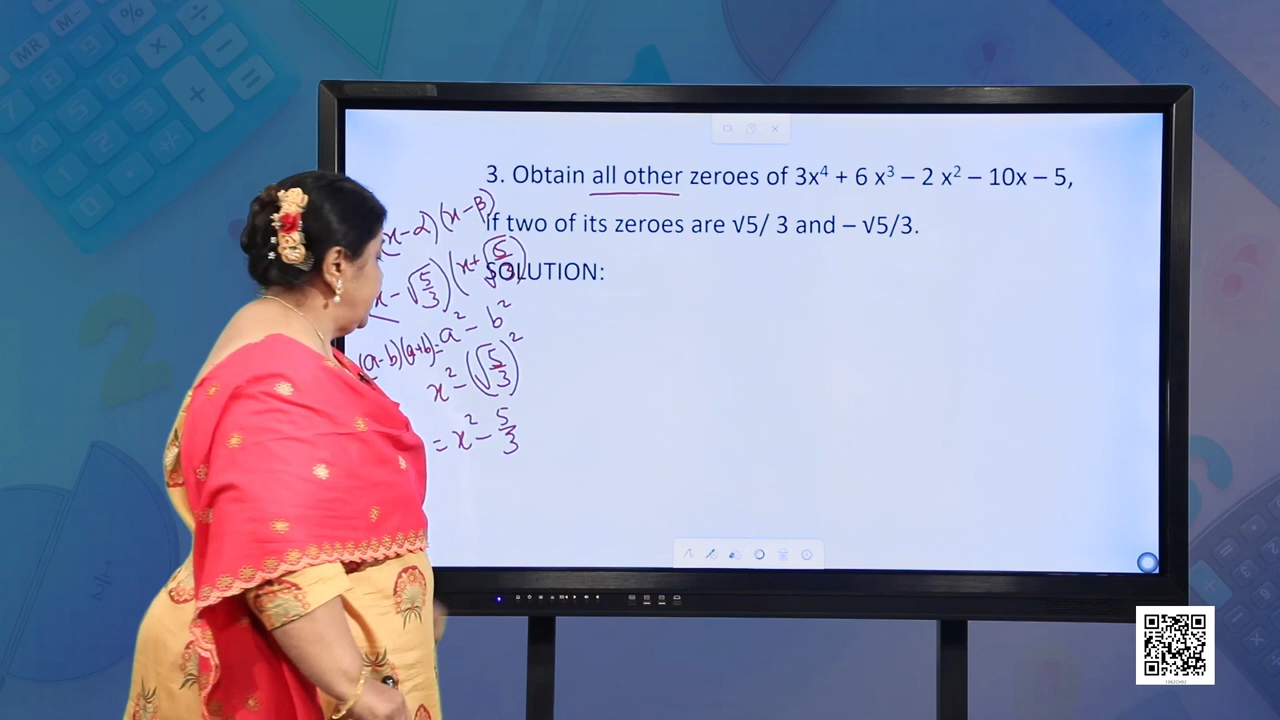 3. Obtain all other zeroes of 3x⁴ + 6 x³ – 2 x² – 10x – 5,
If two of its zeroes are √5/ 3 and – √5/3.
SOLUTION:
(x-α)(x-β)
x-√5/3)(x+√5/3)
(a-b)(a+b)=a²-b²
x²-(√5/3)²
=x²-5/3
MR M- %